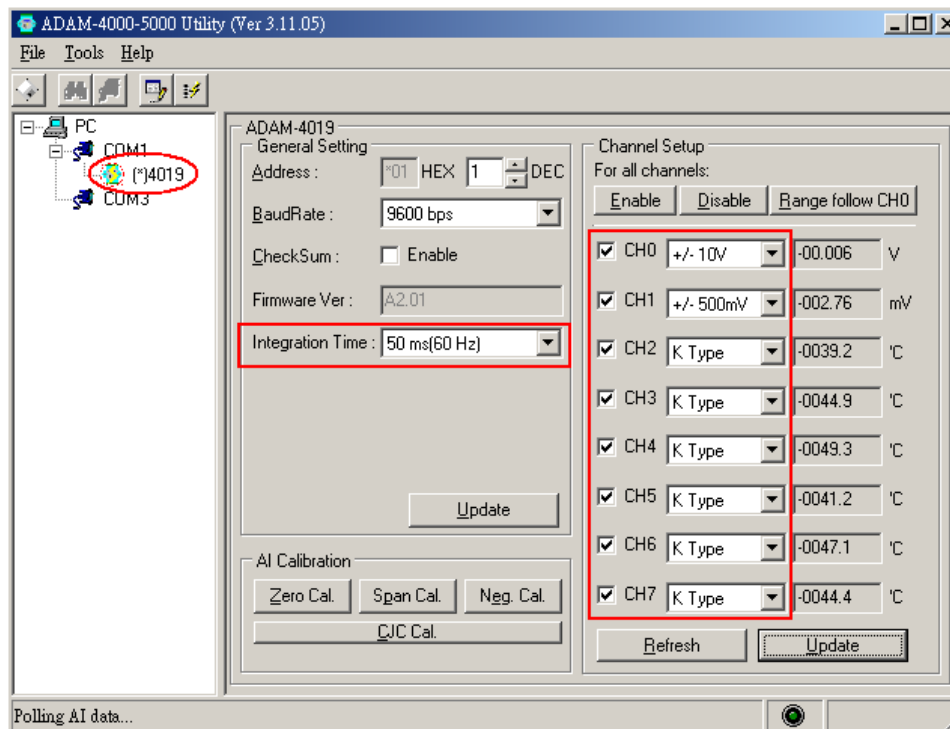 ADAM-4000-5000 Utility (Ver 3.11.05)
File Tools Help
PC
COM1
(*)4019
COM3
ADAM-4019
General Setting
Address : *01 HEX 1 DEC
BaudRate : 9600 bps
CheckSum : Enable
Firmware Ver : A2.01
Integration Time : 50 ms(60 Hz)
Update
AI Calibration
Zero Cal. Span Cal. Neg. Cal.
CJC Cal.
Channel Setup
For all channels:
Enable Disable Range follow CH0
CH0 +/- 10V -00.006 V
CH1 +/- 500mV -002.76 mV
CH2 K Type -0039.2 'C
CH3 K Type -0044.9 'C
CH4 K Type -0049.3 'C
CH5 K Type -0041.2 'C
CH6 K Type -0047.1 'C
CH7 K Type -0044.4 'C
Refresh Update
Polling AI data...